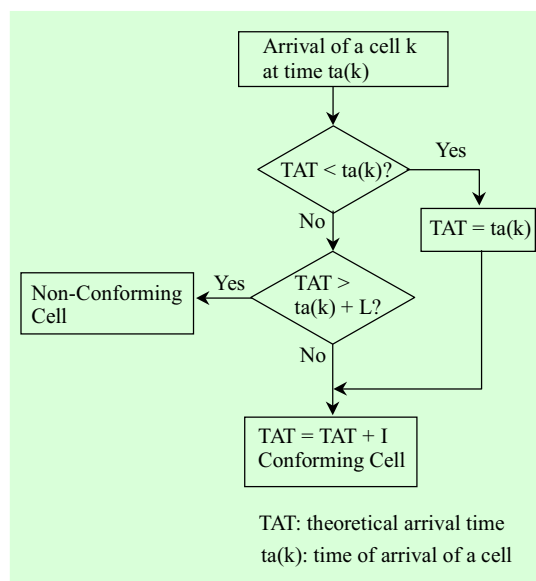 Arrival of a cell k
at time ta(k)
TAT < ta(k)?
Yes
No
TAT = ta(k)
TAT >
ta(k) + L?
Yes
Non-Conforming
Cell
No
TAT = TAT + I
Conforming Cell
TAT: theoretical arrival time
ta(k): time of arrival of a cell